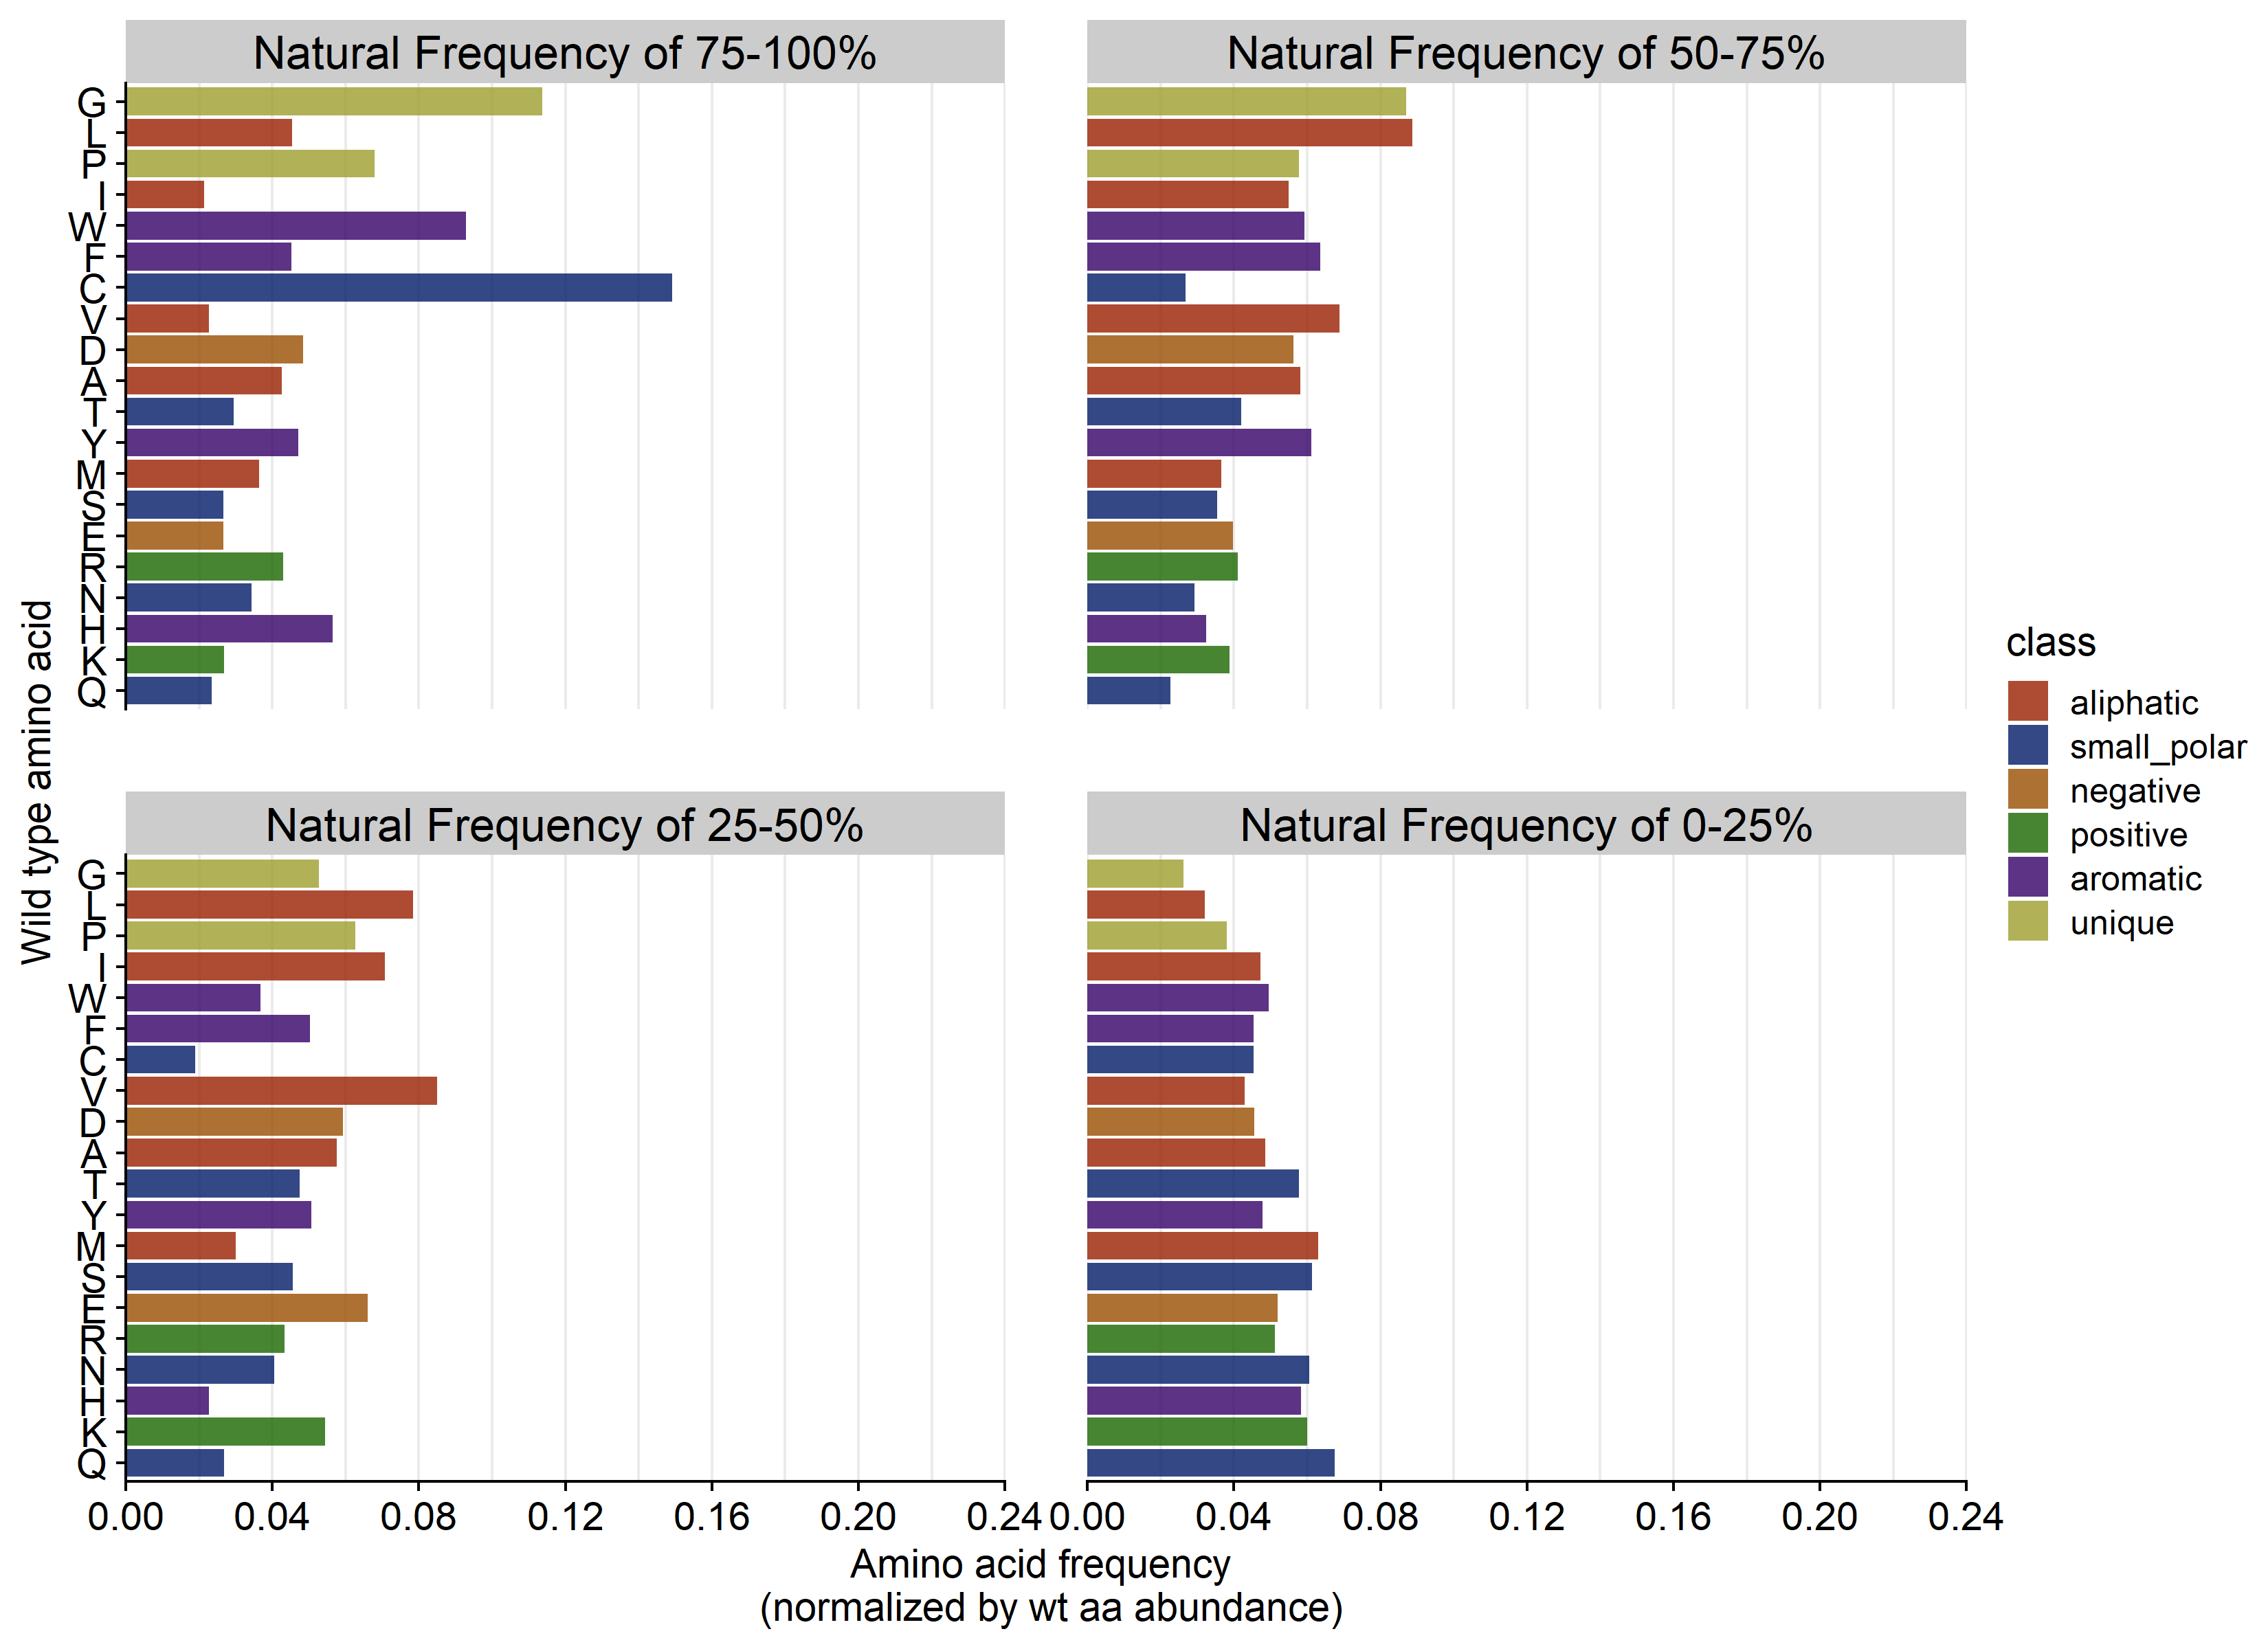 Natural Frequency of 75-100%
Natural Frequency of 50-75%
G
L
P
I
W
F
C
V
D
A
T
Y
M
S
E
R
N
H
K
Q
Wild type amino acid
Natural Frequency of 25-50%
Natural Frequency of 0-25%
G
L
P
I
W
F
C
V
D
A
T
Y
M
S
E
R
N
H
K
Q
0.00 0.04 0.08 0.12 0.16 0.20 0.24
0.00 0.04 0.08 0.12 0.16 0.20 0.24
Amino acid frequency
(normalized by wt aa abundance)
class
aliphatic
small_polar
negative
positive
aromatic
unique